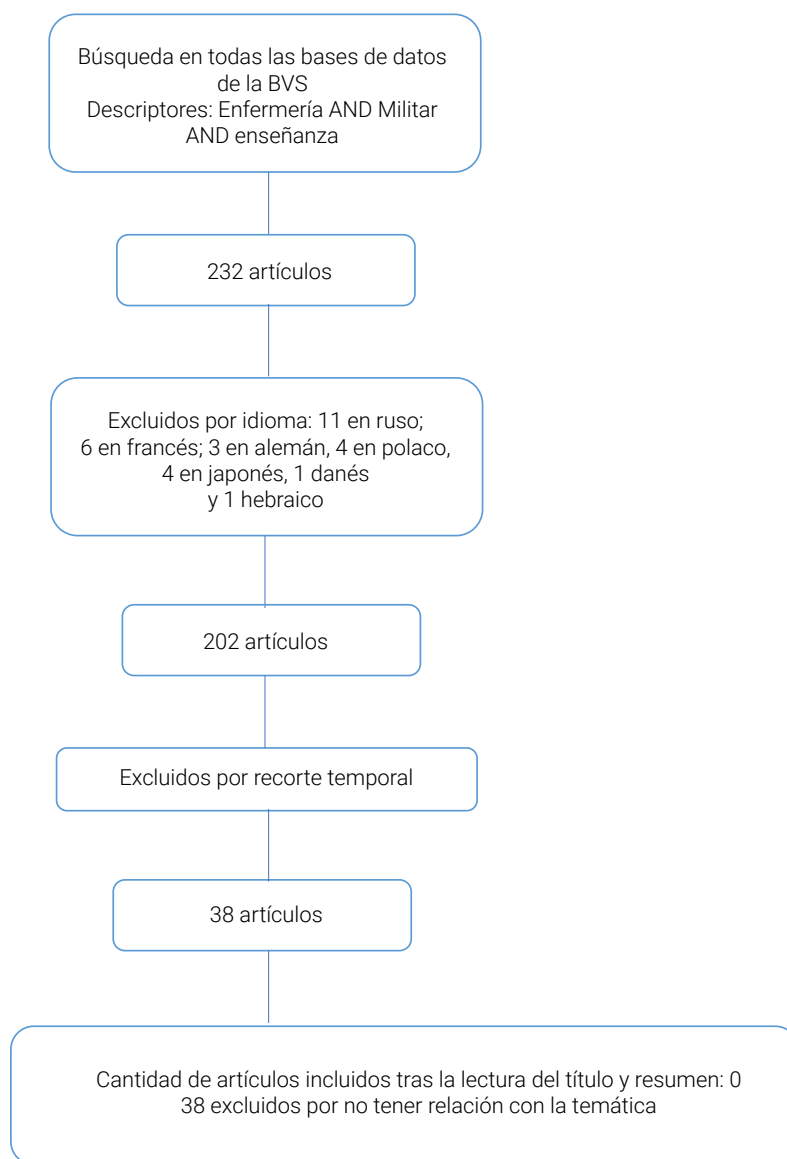 Búsqueda en todas las bases de datos
de la BVS
Descriptores: Enfermería AND Militar
AND enseñanza
232 artículos
Excluidos por idioma: 11 en ruso;
6 en francés; 3 en alemán, 4 en polaco,
4 en japonés, 1 danés
y 1 hebraico
202 artículos
Excluidos por recorte temporal
38 artículos
Cantidad de artículos incluidos tras la lectura del título y resumen: 0
38 excluidos por no tener relación con la temática